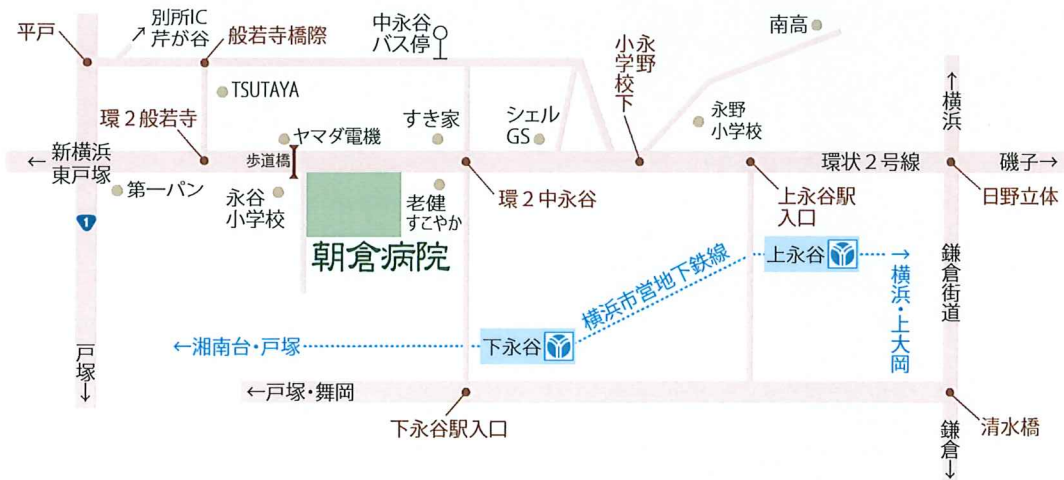 別所IC
芹が谷
平戸
般若寺橋際
中永谷
バス停
永野
小学校下
南高
←横浜
TSUTAYA
環2般若寺
ヤマダ電機
すき家
シェル
GS
永野
小学校
←
新横浜
東戸塚
歩道橋
環状2号線
磯子→
第一パン
永谷
小学校
老健
すこやか
環2中永谷
上永谷駅
入口
日野立体
1
朝倉病院
上永谷
→横浜・上大岡
鎌倉街道
横浜市営地下鉄線
下永谷
←湘南台・戸塚
戸塚→
←戸塚・舞岡
下永谷駅入口
清水橋
鎌倉→